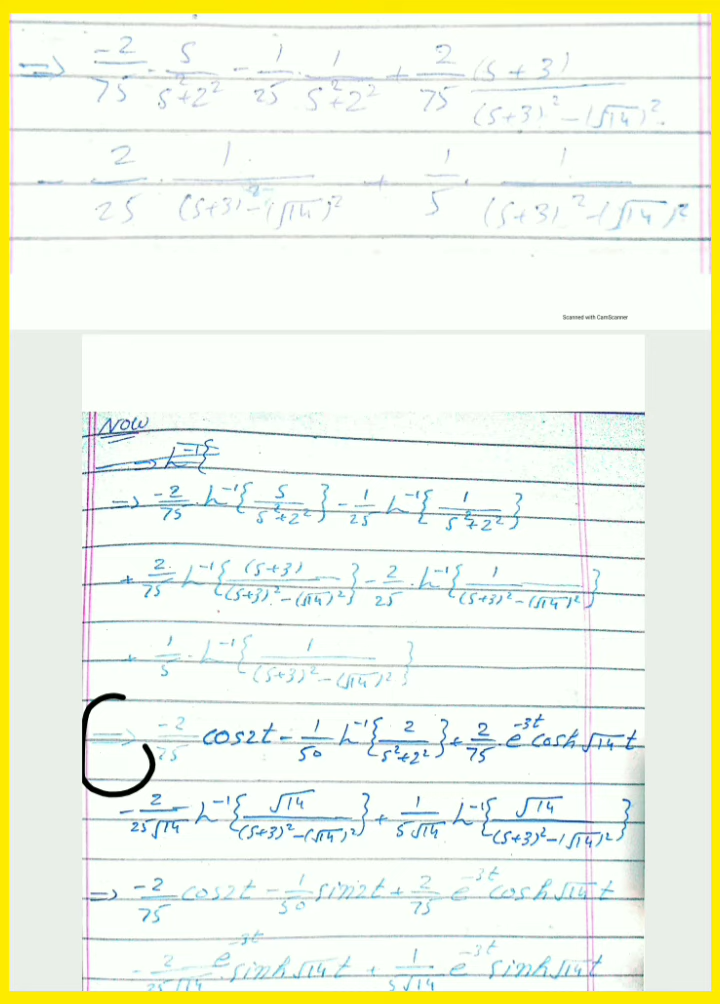 ⇒ -2/75 · s/(s²+2²) - 1/25 · 1/(s²+2²) + 2/75 (s+3)/((s+3)²-(√14)²)
- 2/25 · 1/((s+3)²-(√14)²) + 1/5 · 1/((s+3)²-(√14)²)
Scanned with CamScanner
Now
→ L⁻¹{
⇒ -2/75 L⁻¹{s/(s²+2²)} - 1/25 L⁻¹{1/(s²+2²)}
+ 2/75 L⁻¹{(s+3)/((s+3)²-(√14)²)} - 2/25 · L⁻¹{1/((s+3)²-(√14)²)}
+ 1/5 · L⁻¹{1/((s+3)²-(√14)²)}
⇒ -2/75 cos2t - 1/50 L⁻¹{2/(s²+2²)} + 2/75 e^(-3t) cosh √14 t
- 2/(25√14) L⁻¹{√14/((s+3)²-(√14)²)} + 1/(5√14) L⁻¹{√14/((s+3)²-(√14)²)}
⇒ -2/75 cos2t - 1/50 sin2t + 2/75 e^(-3t) cosh √14 t
- 2/(25√14) e^(-3t) sinh √14 t + 1/(5√14) e^(-3t) sinh √14 t